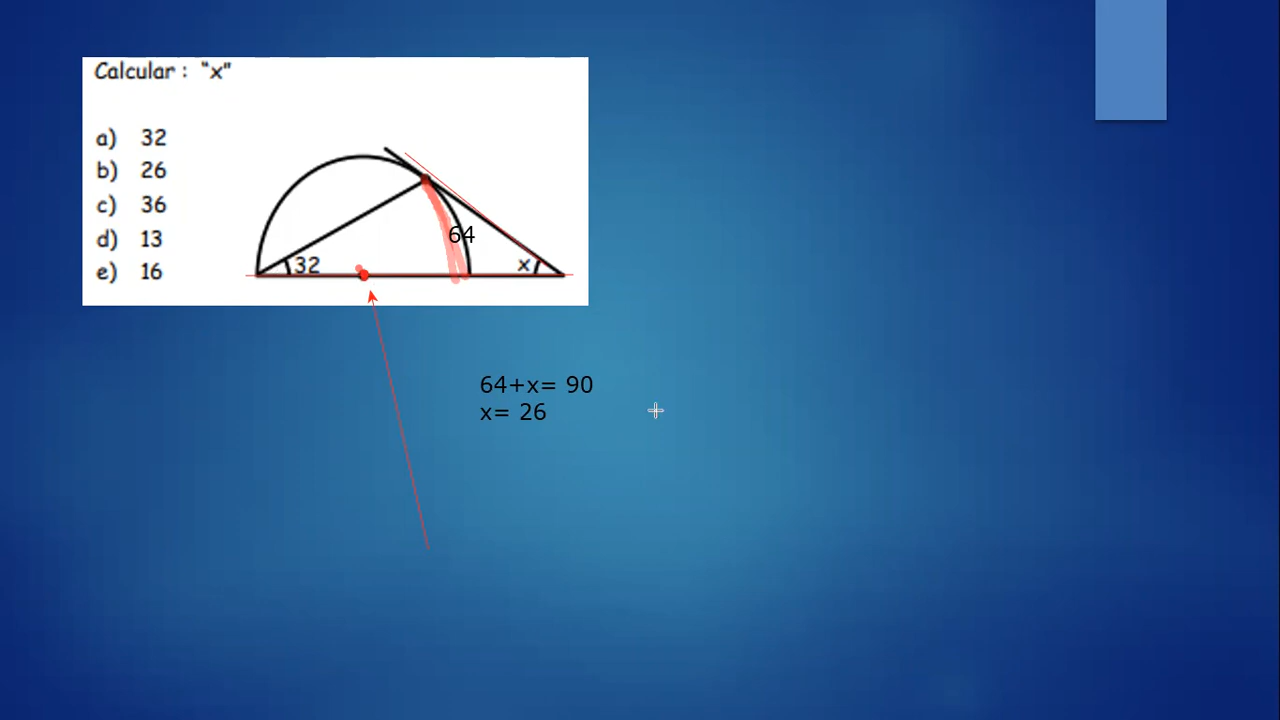 Calcular : “x”
a) 32
b) 26
c) 36
d) 13
e) 16
64
32
x
64+x= 90
x= 26